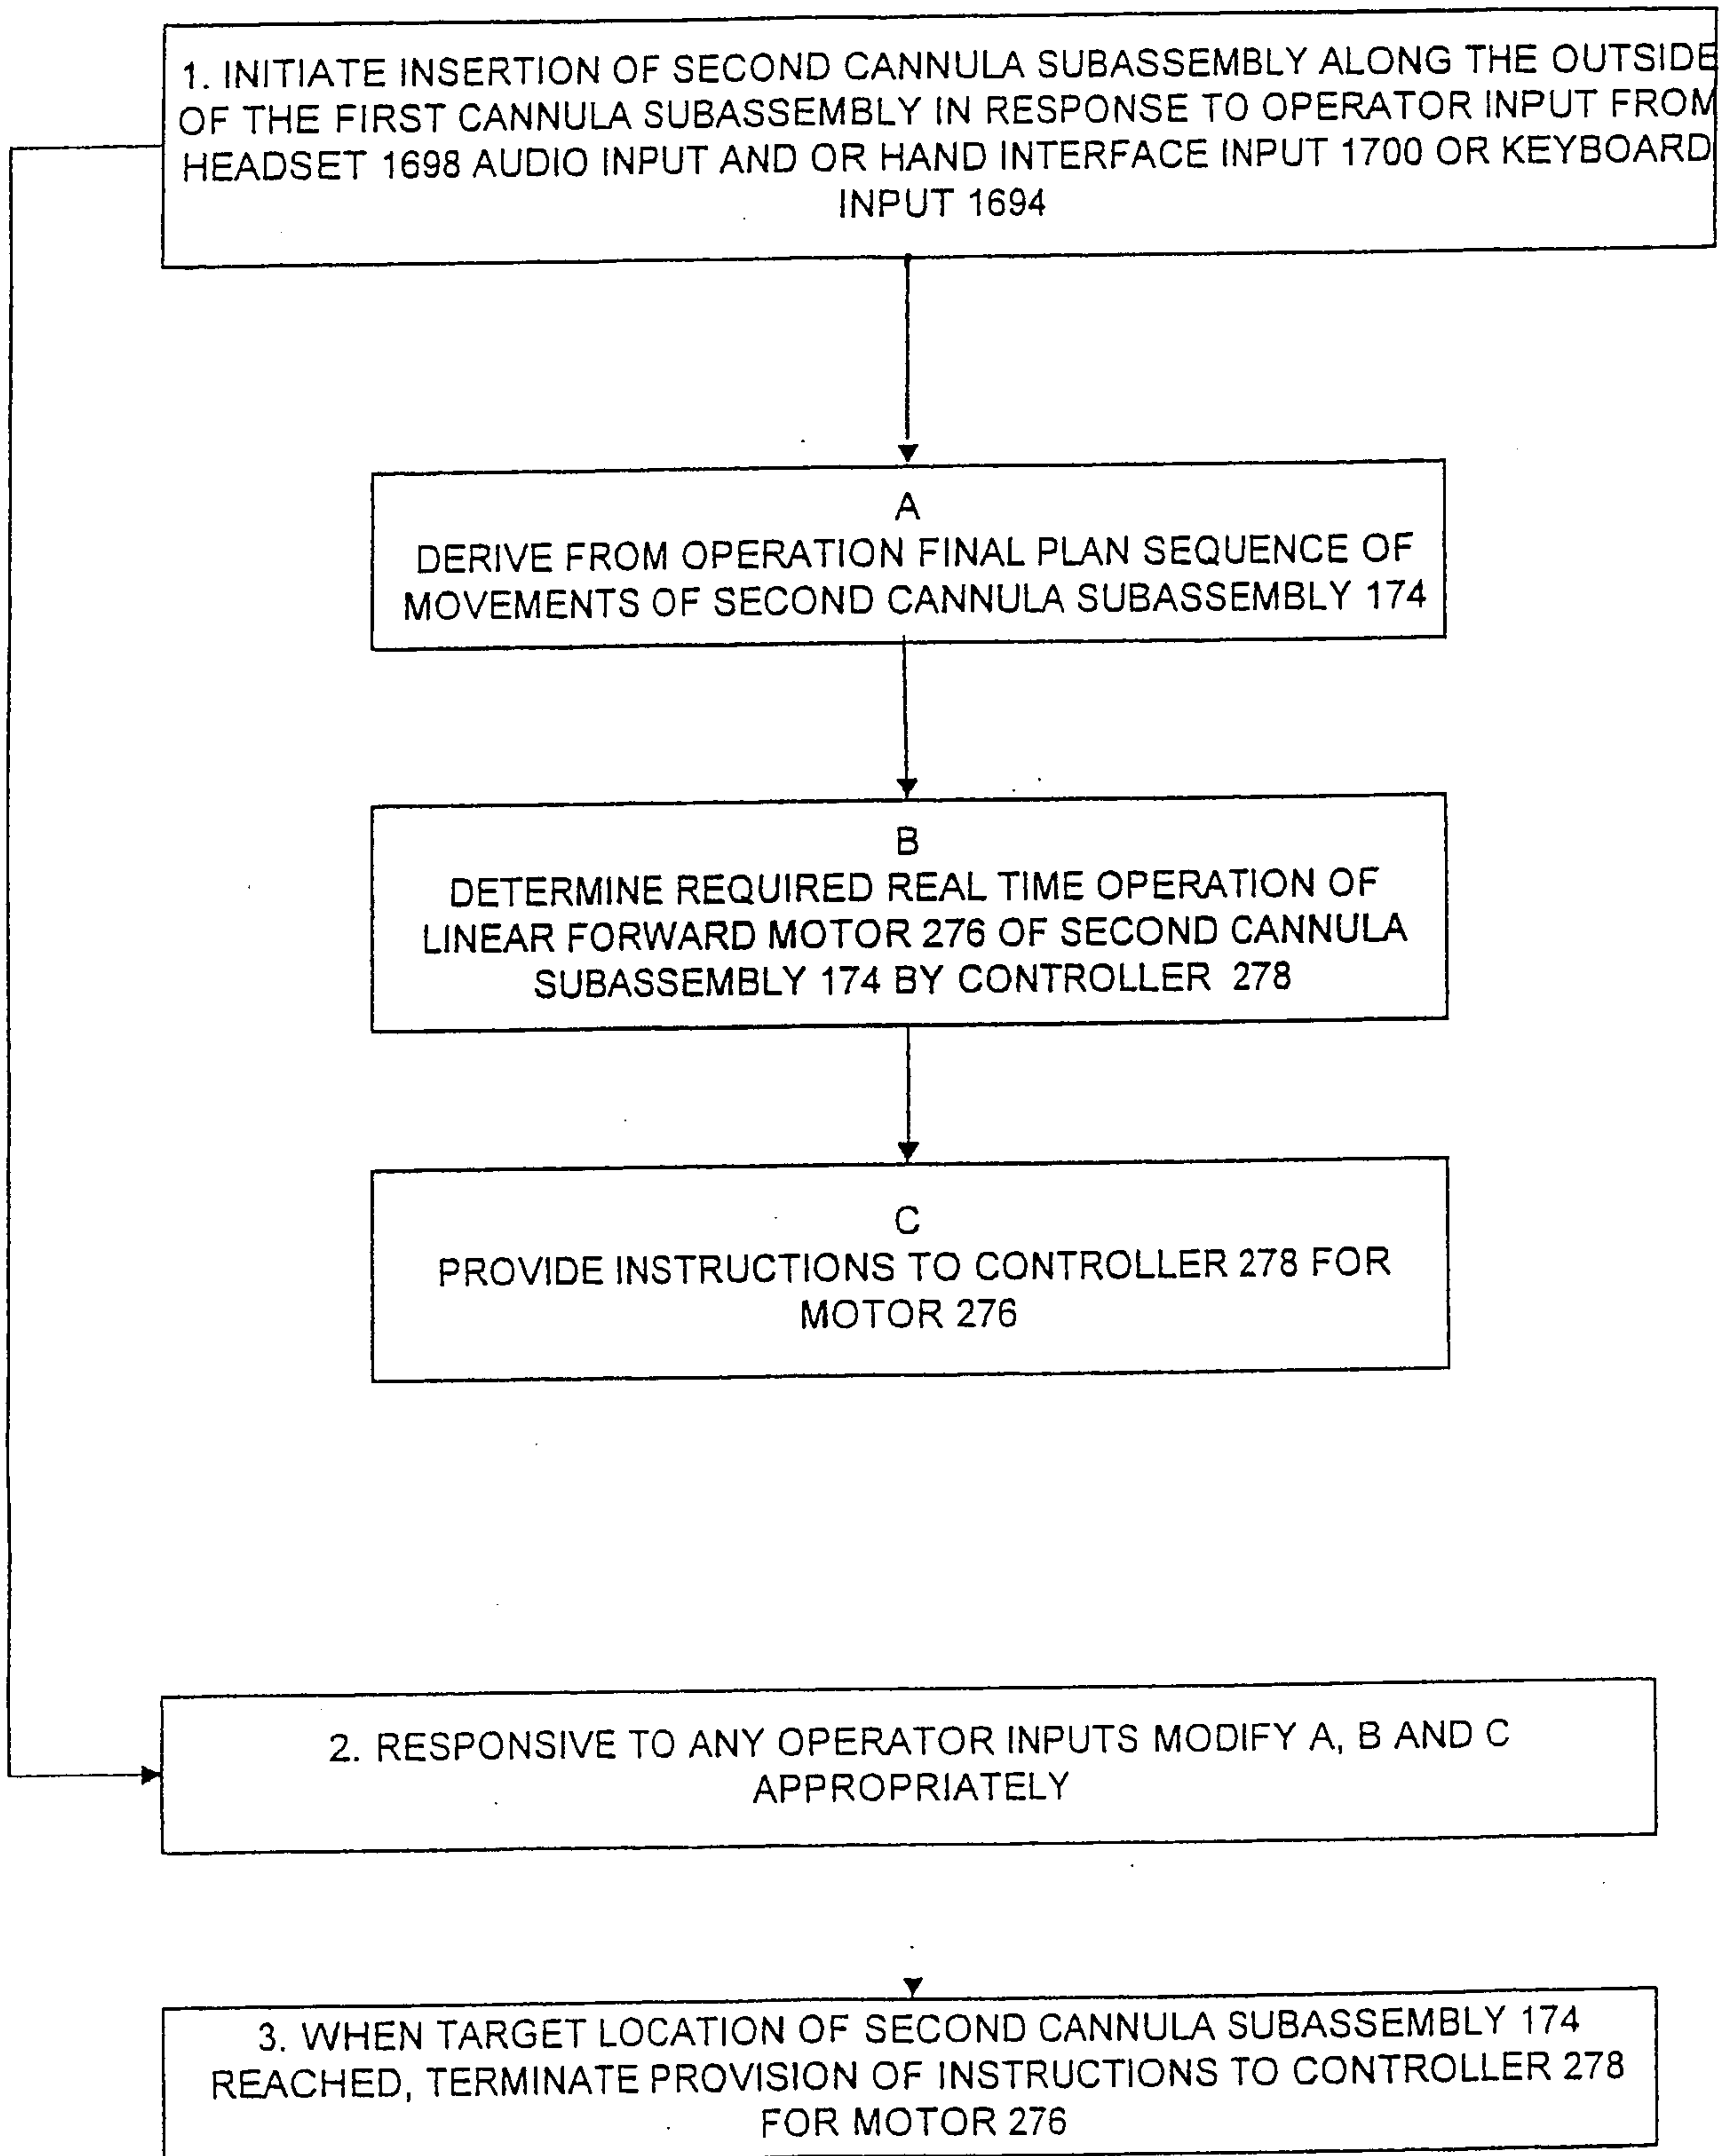 1. INITIATE INSERTION OF SECOND CANNULA SUBASSEMBLY ALONG THE OUTSIDE
OF THE FIRST CANNULA SUBASSEMBLY IN RESPONSE TO OPERATOR INPUT FROM
HEADSET 1698 AUDIO INPUT AND OR HAND INTERFACE INPUT 1700 OR KEYBOARD
INPUT 1694
A
DERIVE FROM OPERATION FINAL PLAN SEQUENCE OF
MOVEMENTS OF SECOND CANNULA SUBASSEMBLY 174
B
DETERMINE REQUIRED REAL TIME OPERATION OF
LINEAR FORWARD MOTOR 276 OF SECOND CANNULA
SUBASSEMBLY 174 BY CONTROLLER 278
C
PROVIDE INSTRUCTIONS TO CONTROLLER 278 FOR
MOTOR 276
2. RESPONSIVE TO ANY OPERATOR INPUTS MODIFY A, B AND C
APPROPRIATELY
3. WHEN TARGET LOCATION OF SECOND CANNULA SUBASSEMBLY 174
REACHED, TERMINATE PROVISION OF INSTRUCTIONS TO CONTROLLER 278
FOR MOTOR 276